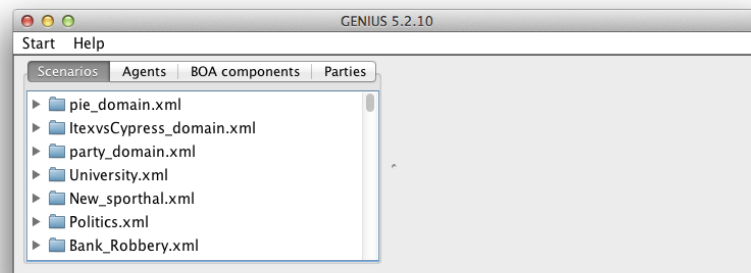 GENIUS 5.2.10
Start Help
Scenarios Agents BOA components Parties
pie_domain.xml
ItexvsCypress_domain.xml
party_domain.xml
University.xml
New_sporthal.xml
Politics.xml
Bank_Robbery.xml